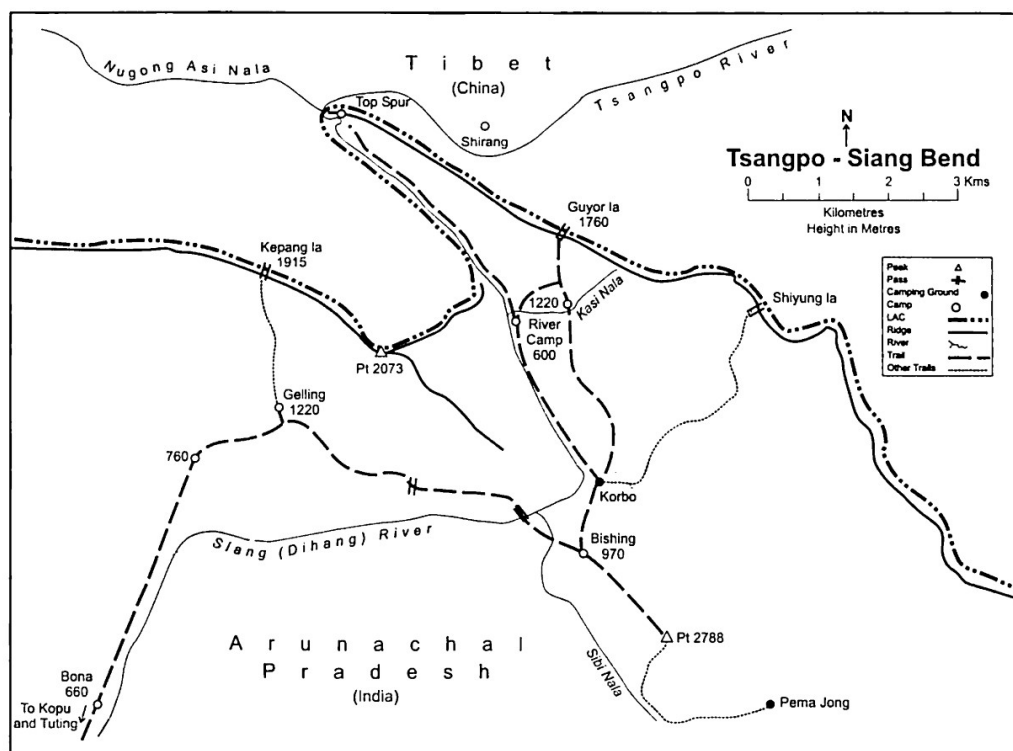 Nugong Asi Nala
Tibet
(China)
Tsangpo River
Top Spur
Shirang
N
Tsangpo - Siang Bend
0 1 2 3 Kms
Kilometres
Height in Metres
Guyor la
1760
Kepang la
1915
Shiyung la
Peak
Pass
Camping Ground
Camp
LAC
Ridge
River
Trail
Other Trails
1220
Kasi Nala
River
Camp
600
Pt 2073
Gelling
1220
760
Korbo
Siang (Dihang) River
Bishing
970
Arunachal
Pradesh
(India)
Pt 2788
Sibi Nala
Bona
660
To Kopu
and Tuting
Pema Jong